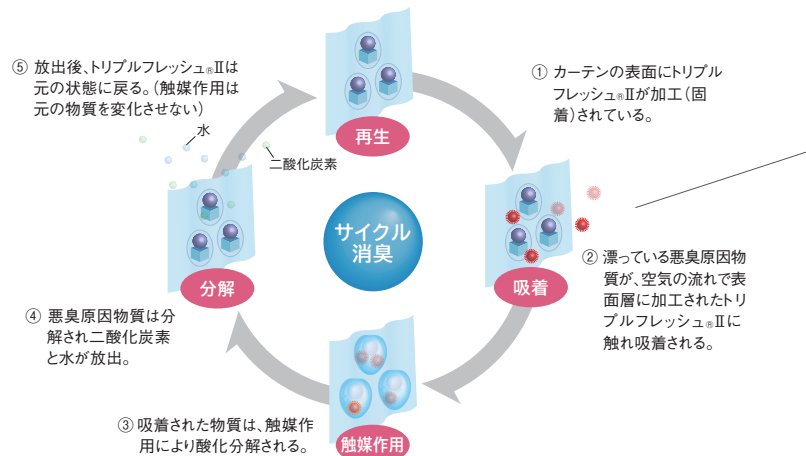 ① カーテンの表面にトリプル
フレッシュ®Ⅱが加工（固
着）されている。
② 漂っている悪臭原因物
質が、空気の流れで表
面層に加工されたトリ
プルフレッシュ®Ⅱに
触れ吸着される。
③ 吸着された物質は、触媒作
用により酸化分解される。
④ 悪臭原因物質は分
解され二酸化炭素
と水が放出。
⑤ 放出後、トリプルフレッシュ®Ⅱは
元の状態に戻る。（触媒作用は
元の物質を変化させない）
水
二酸化炭素
再生
吸着
触媒作用
分解
サイクル
消臭